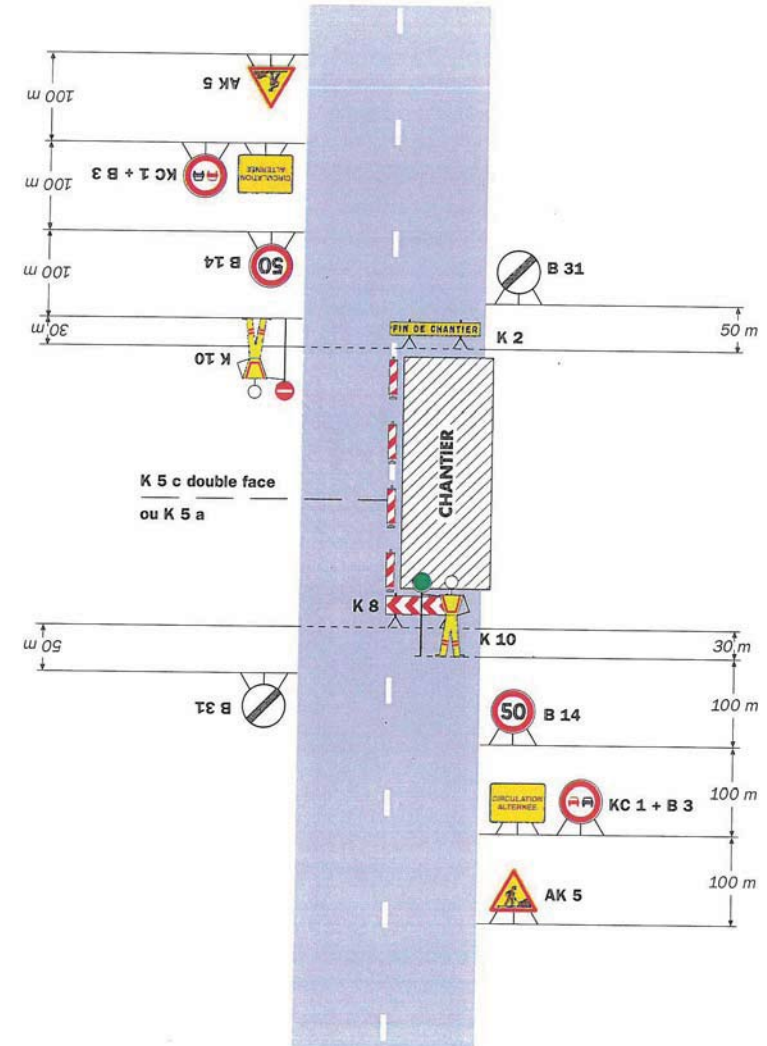 100 m
AK 5
100 m
KC 1 + B 3
CIRCULATION
ALTERNÉE
100 m
B 14
50
B 31
30 m
K 10
FIN DE CHANTIER
K 2
50 m
CHANTIER
K 5 c double face
ou K 5 a
K 8
K 10
50 m
30 m
B 31
50
B 14
100 m
CIRCULATION
ALTERNÉE
KC 1 + B 3
100 m
AK 5
100 m